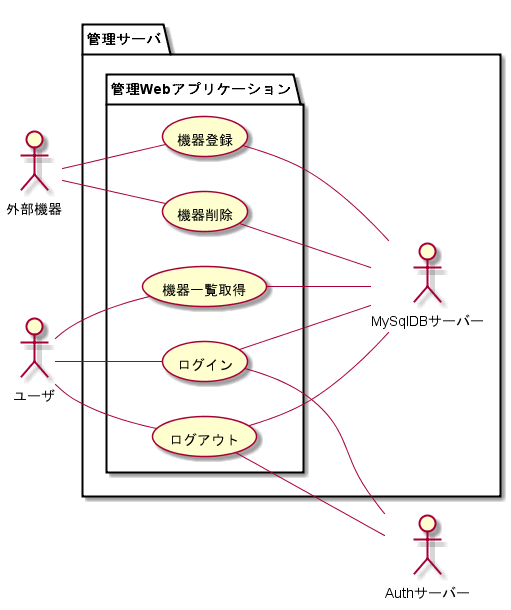 管理サーバ
管理Webアプリケーション
機器登録
外部機器
機器削除
機器一覧取得
MySqlDBサーバー
ログイン
ユーザ
ログアウト
Authサーバー